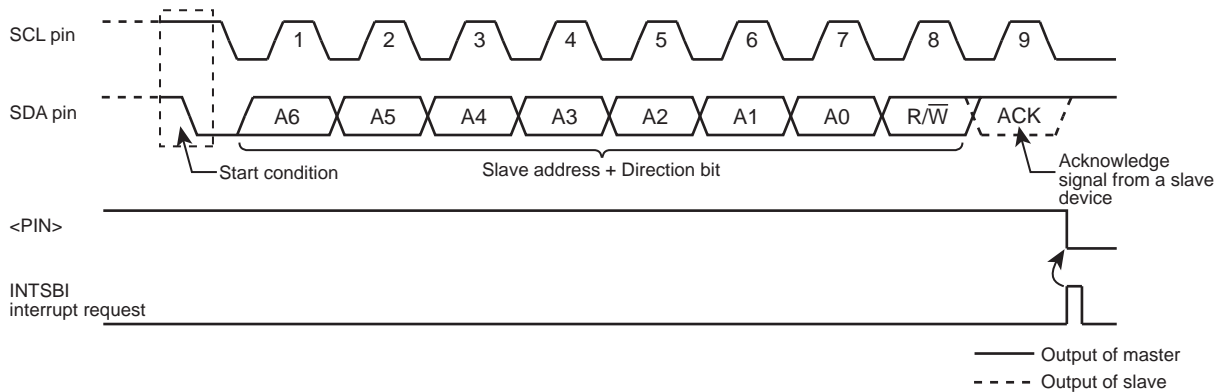 SCL pin
1 2 3 4 5 6 7 8 9
SDA pin
A6 A5 A4 A3 A2 A1 A0 R/W̅ ACK
Start condition
Slave address + Direction bit
Acknowledge
signal from a slave
device
<PIN>
INTSBI
interrupt request
Output of master
Output of slave